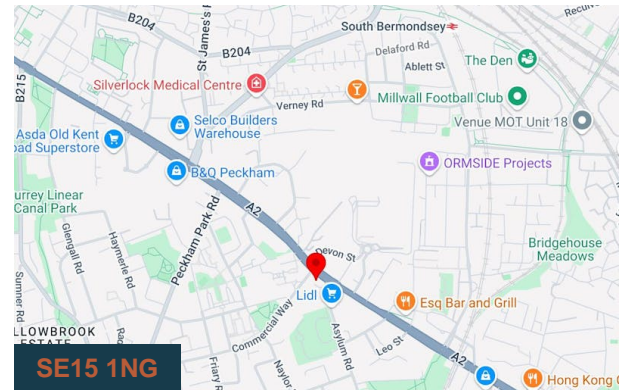 South Bermondsey
B204
St James's R
Delaford Rd
Ablett St
The Den
B204
Silverlock Medical Centre
B215
Verney Rd
Millwall Football Club
Selco Builders
Warehouse
Venue MOT Unit 18
Asda Old Kent
oad Superstore
ORMSIDE Projects
B&Q Peckham
urrey Linear
Canal Park
A2
Glengall Rd
Haymerle Rd
Peckham Park Rd
Bridgehouse
Meadows
Devon St
Sumner Rd
Lidl
Esq Bar and Grill
Commercial Way
Asylum Rd
LLOWBROOK
ESTATE
Leo St
A2
Friary R
Naylor
Hong Kong C
SE15 1NG